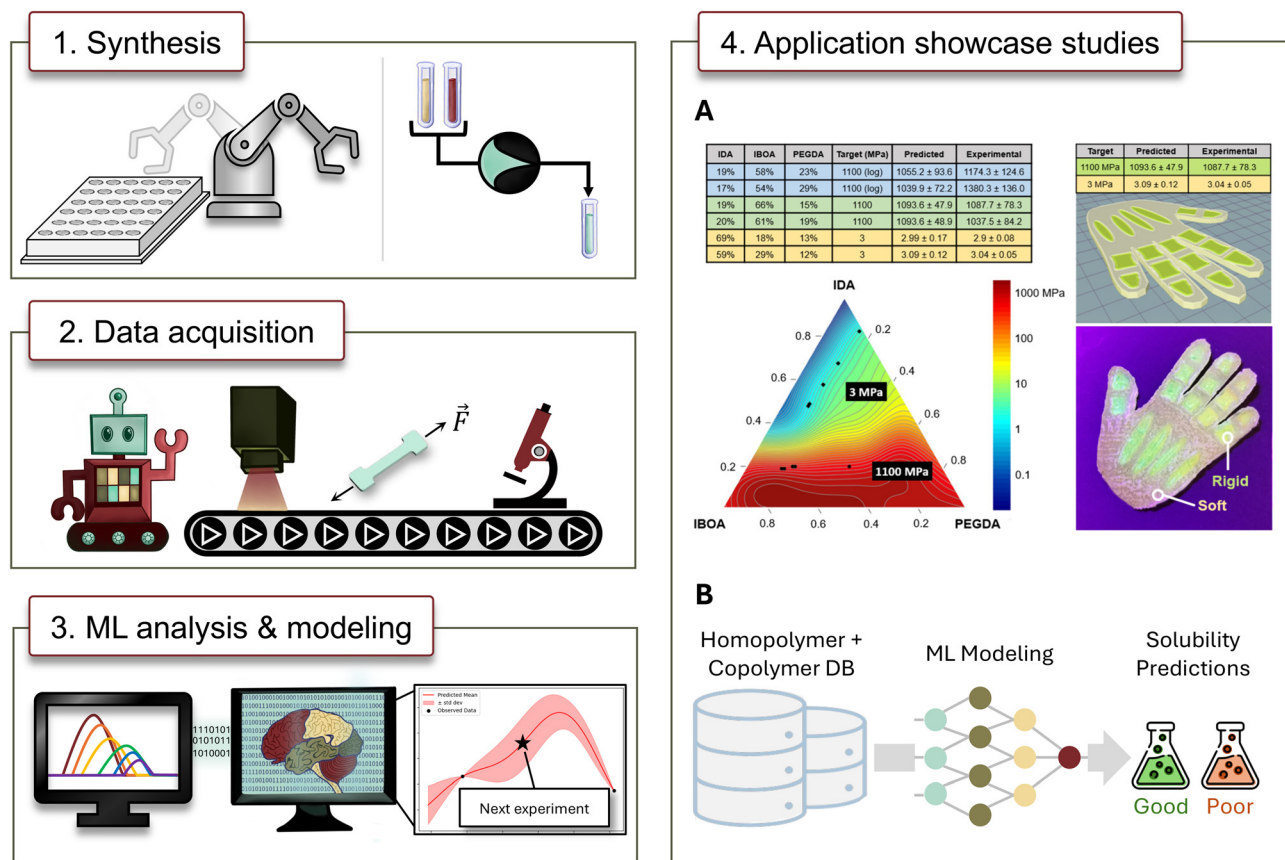 1. Synthesis
2. Data acquisition
F
3. ML analysis & modeling
1110101
0101011
1010001
Predicted Mean
± std dev
Observed Data
Next experiment
4. Application showcase studies
A
IDA IBOA PEGDA Target (MPa) Predicted Experimental
19% 58% 23% 1100 (log) 1055.2 ± 93.6 1174.3 ± 124.6
17% 54% 29% 1100 (log) 1039.9 ± 72.2 1380.3 ± 136.0
19% 66% 15% 1100 1093.6 ± 47.9 1087.7 ± 78.3
20% 61% 19% 1100 1093.6 ± 48.9 1037.5 ± 84.2
69% 18% 13% 3 2.99 ± 0.17 2.9 ± 0.08
59% 29% 12% 3 3.09 ± 0.12 3.04 ± 0.05
Target Predicted Experimental
1100 MPa 1093.6 ± 47.9 1087.7 ± 78.3
3 MPa 3.09 ± 0.12 3.04 ± 0.05
IDA
0.8 0.2
0.6 0.4
0.4 0.6
0.2 0.8
3 MPa
1100 MPa
IBOA 0.8 0.6 0.4 0.2 PEGDA
1000 MPa
100
10
1
0.1
Rigid
Soft
B
Homopolymer +
Copolymer DB
ML Modeling
Solubility
Predictions
Good Poor